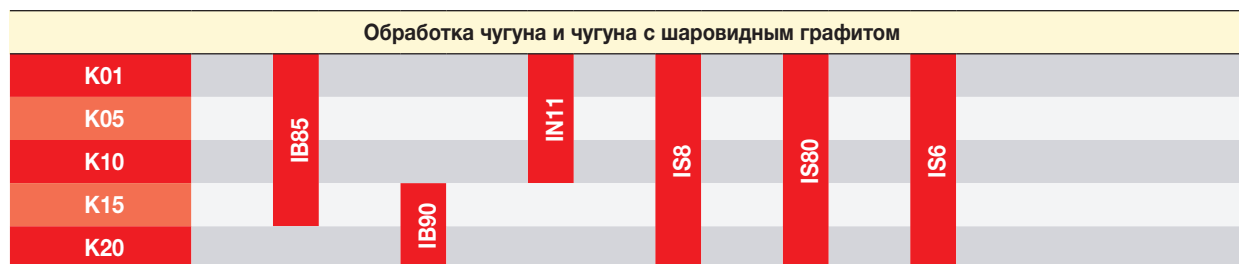 Обработка чугуна и чугуна с шаровидным графитом
K01
K05
K10
K15
K20
IB85
IB90
IN11
IS8
IS80
IS6